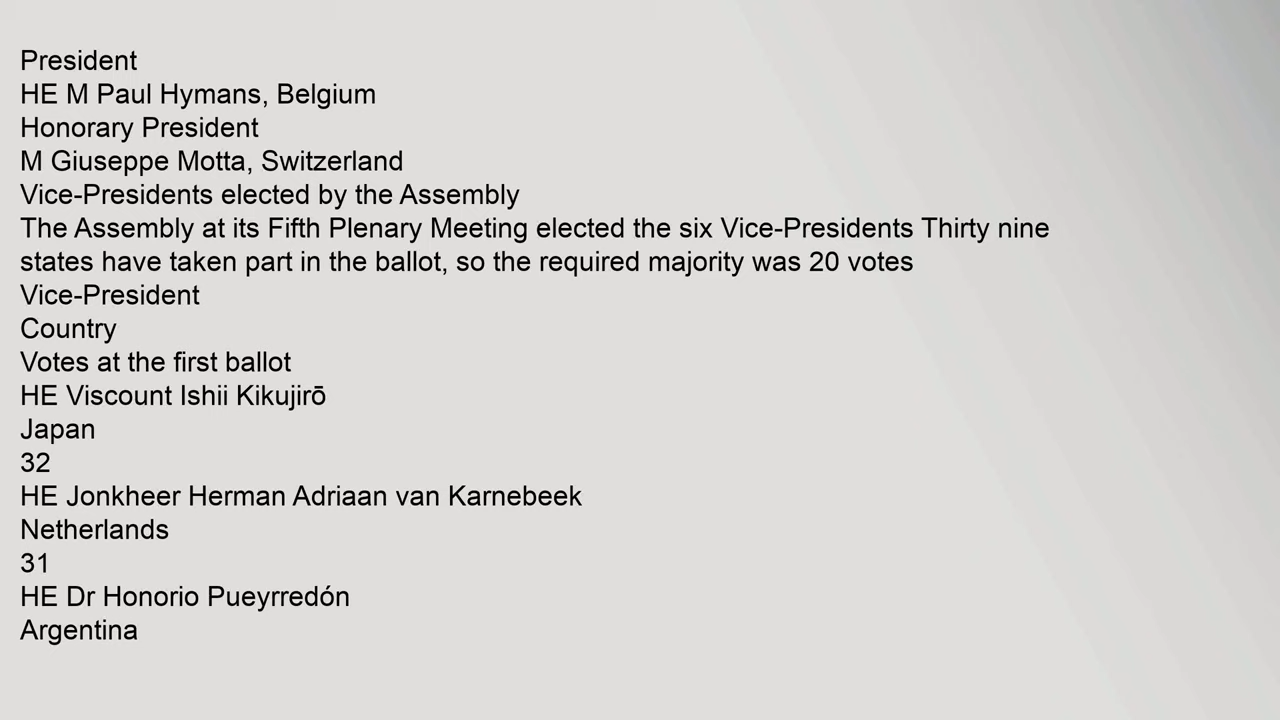 President
HE M Paul Hymans, Belgium
Honorary President
M Giuseppe Motta, Switzerland
Vice-Presidents elected by the Assembly
The Assembly at its Fifth Plenary Meeting elected the six Vice-Presidents Thirty nine
states have taken part in the ballot, so the required majority was 20 votes
Vice-President
Country
Votes at the first ballot
HE Viscount Ishii Kikujirō
Japan
32
HE Jonkheer Herman Adriaan van Karnebeek
Netherlands
31
HE Dr Honorio Pueyrredón
Argentina